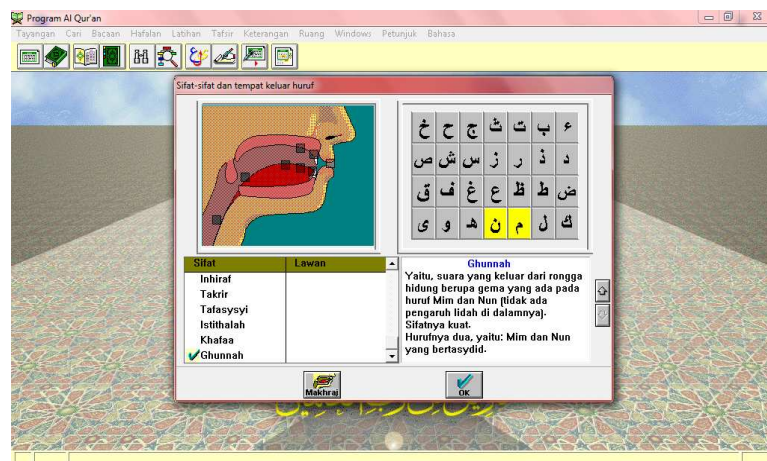 Program Al Qur'an
Tayangan Cari Bacaan Hafalan Latihan Tafsir Keterangan Ruang Windows Petunjuk Bahasa
Sifat-sifat dan tempat keluar huruf
ء ب ت ث ج ح خ
د ذ ر ز س ش ص
ض ط ظ ع غ ف ق
ك ل م ن ه و ى
Sifat Lawan
Inhiraf
Takrir
Tafasysyi
Istithalah
Khafaa
Ghunnah
Ghunnah
Yaitu, suara yang keluar dari rongga
hidung berupa gema yang ada pada
huruf Mim dan Nun (tidak ada
pengaruh lidah di dalamnya).
Sifatnya kuat.
Hurufnya dua, yaitu: Mim dan Nun
yang bertasydid.
Makhraj
OK